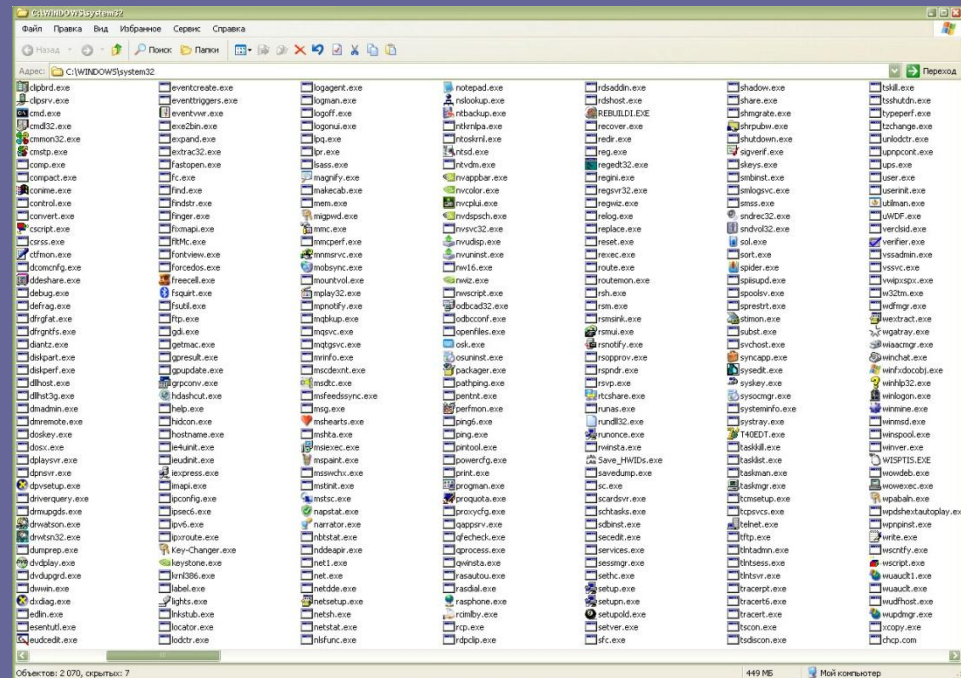 C:\WINDOWS\system32
Файл Правка Вид Избранное Сервис Справка
Назад Поиск Папки
Адрес: C:\WINDOWS\system32 Переход
clipbrd.exe
clipsrv.exe
cmd.exe
cmdl32.exe
cmmon32.exe
cmstp.exe
comp.exe
compact.exe
conime.exe
control.exe
convert.exe
cscript.exe
csrss.exe
ctfmon.exe
dcomcnfg.exe
ddeshare.exe
debug.exe
defrag.exe
dfrgfat.exe
dfrgntfs.exe
diantz.exe
diskpart.exe
diskperf.exe
dllhost.exe
dllhst3g.exe
dmadmin.exe
dmremote.exe
doskey.exe
dosx.exe
dplaysvr.exe
dpnsvr.exe
dpvsetup.exe
driverquery.exe
drmupgds.exe
drwatson.exe
drwtsn32.exe
dumprep.exe
dvdplay.exe
dvdupgrd.exe
dwwin.exe
dxdiag.exe
edlin.exe
esentutl.exe
eudcedit.exe
eventcreate.exe
eventtriggers.exe
eventvwr.exe
exe2bin.exe
expand.exe
extrac32.exe
fastopen.exe
fc.exe
find.exe
findstr.exe
finger.exe
fixmapi.exe
fltMc.exe
fontview.exe
forcedos.exe
freecell.exe
fsquirt.exe
fsutil.exe
ftp.exe
gdi.exe
getmac.exe
gpresult.exe
gpupdate.exe
grpconv.exe
hdashcut.exe
help.exe
hidcon.exe
hostname.exe
ie4uinit.exe
ieudinit.exe
iexpress.exe
imapi.exe
ipconfig.exe
ipsec6.exe
ipv6.exe
ipxroute.exe
Key-Changer.exe
keystone.exe
krnl386.exe
label.exe
lights.exe
lnkstub.exe
locator.exe
lodctr.exe
logagent.exe
logman.exe
logoff.exe
logonui.exe
lpq.exe
lpr.exe
lsass.exe
magnify.exe
makecab.exe
mem.exe
migpwd.exe
mmc.exe
mmcperf.exe
mnmsrvc.exe
mobsync.exe
mountvol.exe
mplay32.exe
mpnotify.exe
mqbkup.exe
mqsvc.exe
mqtgsvc.exe
mrinfo.exe
mscdexnt.exe
msdtc.exe
msfeedssync.exe
msg.exe
mshearts.exe
mshta.exe
msiexec.exe
mspaint.exe
msswchx.exe
mstinit.exe
mstsc.exe
napstat.exe
narrator.exe
nbtstat.exe
nddeapir.exe
net1.exe
net.exe
netdde.exe
netsetup.exe
netsh.exe
netstat.exe
nlsfunc.exe
notepad.exe
nslookup.exe
ntbackup.exe
ntkrnlpa.exe
ntoskrnl.exe
ntsd.exe
ntvdm.exe
nvappbar.exe
nvcolor.exe
nvcplui.exe
nvdspsch.exe
nvsvc32.exe
nvudisp.exe
nvuninst.exe
nw16.exe
nwiz.exe
nwscript.exe
odbcad32.exe
odbcconf.exe
openfiles.exe
osk.exe
osuninst.exe
packager.exe
pathping.exe
pentnt.exe
perfmon.exe
ping6.exe
ping.exe
pintool.exe
powercfg.exe
print.exe
progman.exe
proquota.exe
proxycfg.exe
qappsrv.exe
qfecheck.exe
qprocess.exe
qwinsta.exe
rasautou.exe
rasdial.exe
rasphone.exe
rcimlby.exe
rcp.exe
rdpclip.exe
rdsaddin.exe
rdshost.exe
REBUILDI.EXE
recover.exe
redir.exe
reg.exe
regedt32.exe
regini.exe
regsvr32.exe
regwiz.exe
relog.exe
replace.exe
reset.exe
rexec.exe
route.exe
routemon.exe
rsh.exe
rsm.exe
rsmsink.exe
rsmui.exe
rsnotify.exe
rsopprov.exe
rspndr.exe
rsvp.exe
rtcshare.exe
runas.exe
rundll32.exe
runonce.exe
rwinsta.exe
Save_HWIDs.exe
savedump.exe
sc.exe
scardsvr.exe
schtasks.exe
sdbinst.exe
secedit.exe
services.exe
sessmgr.exe
sethc.exe
setup.exe
setupn.exe
setupold.exe
setver.exe
sfc.exe
shadow.exe
share.exe
shmgrate.exe
shrpubw.exe
shutdown.exe
sigverif.exe
skeys.exe
smbinst.exe
smlogsvc.exe
smss.exe
sndrec32.exe
sndvol32.exe
sol.exe
sort.exe
spider.exe
spiisupd.exe
spoolsv.exe
sprestrt.exe
stimon.exe
subst.exe
svchost.exe
syncapp.exe
sysedit.exe
syskey.exe
sysocmgr.exe
systeminfo.exe
systray.exe
T40EDT.exe
taskkill.exe
tasklist.exe
taskman.exe
taskmgr.exe
tcmsetup.exe
tcpsvcs.exe
telnet.exe
tftp.exe
tlntadmn.exe
tlntsess.exe
tlntsvr.exe
tracerpt.exe
tracert6.exe
tracert.exe
tscon.exe
tsdiscon.exe
tskill.exe
tsshutdn.exe
typeperf.exe
tzchange.exe
unlodctr.exe
upnpcont.exe
ups.exe
user.exe
userinit.exe
utilman.exe
uWDF.exe
verclsid.exe
verifier.exe
vssadmin.exe
vssvc.exe
vwipxspx.exe
w32tm.exe
wdfmgr.exe
wextract.exe
wgatray.exe
wiaacmgr.exe
winchat.exe
winfxdocobj.exe
winhlp32.exe
winlogon.exe
winmine.exe
winmsd.exe
winspool.exe
winver.exe
WISPTIS.EXE
wowdeb.exe
wowexec.exe
wpabaln.exe
wpdshextautoplay.ex
wpnpinst.exe
write.exe
wscntfy.exe
wscript.exe
wuauclt1.exe
wuauclt.exe
wudfhost.exe
wupdmgr.exe
xcopy.exe
chcp.com
Объектов: 2 070, скрытых: 7 449 МБ Мой компьютер